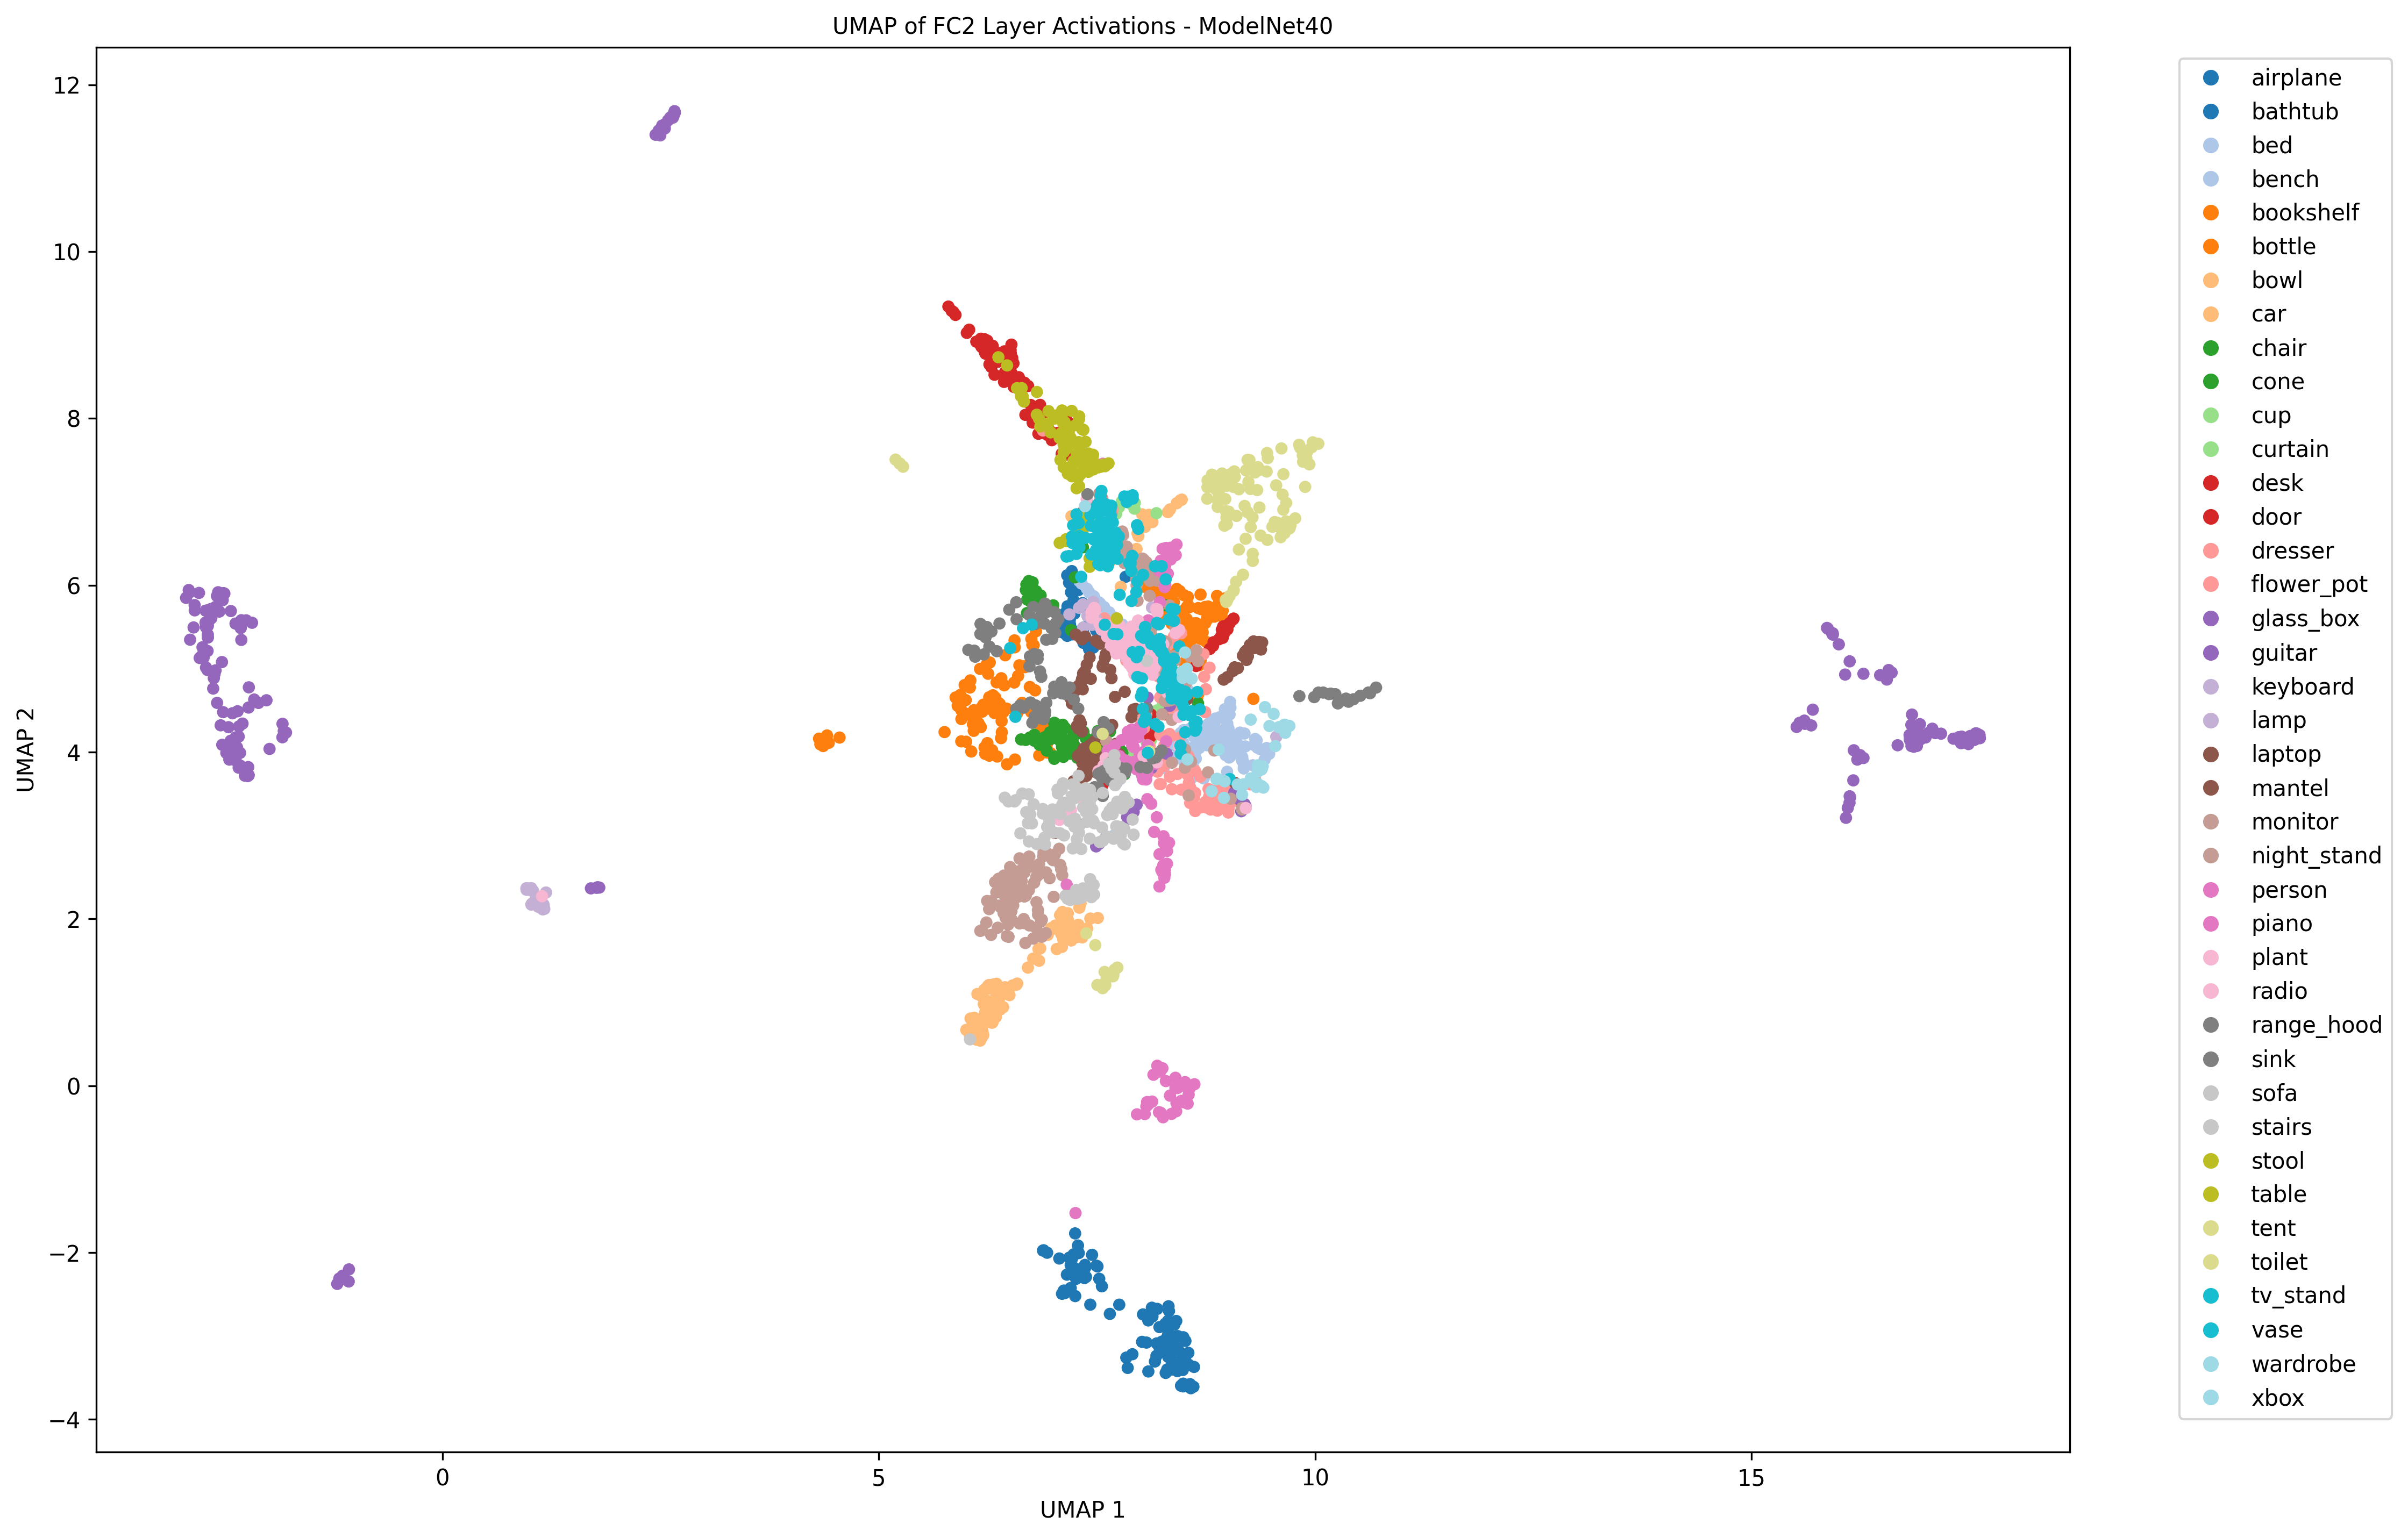 UMAP of FC2 Layer Activations - ModelNet40
12
10
8
6
4
2
0
−2
−4
UMAP 2
0
5
10
15
UMAP 1
airplane
bathtub
bed
bench
bookshelf
bottle
bowl
car
chair
cone
cup
curtain
desk
door
dresser
flower_pot
glass_box
guitar
keyboard
lamp
laptop
mantel
monitor
night_stand
person
piano
plant
radio
range_hood
sink
sofa
stairs
stool
table
tent
toilet
tv_stand
vase
wardrobe
xbox